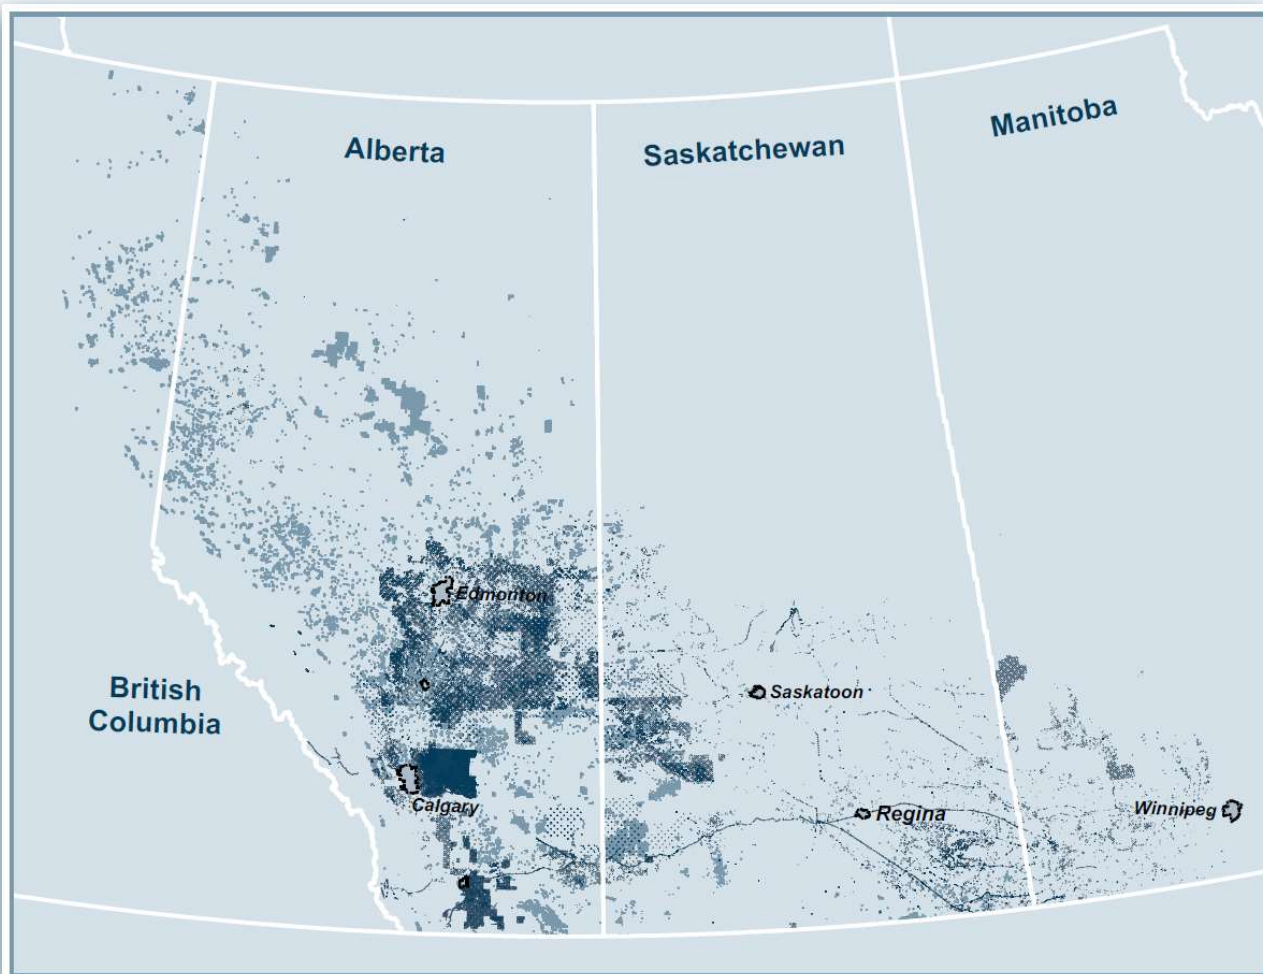 Alberta
Saskatchewan
Manitoba
Edmonton
British
Columbia
Saskatoon
Calgary
Regina
Winnipeg